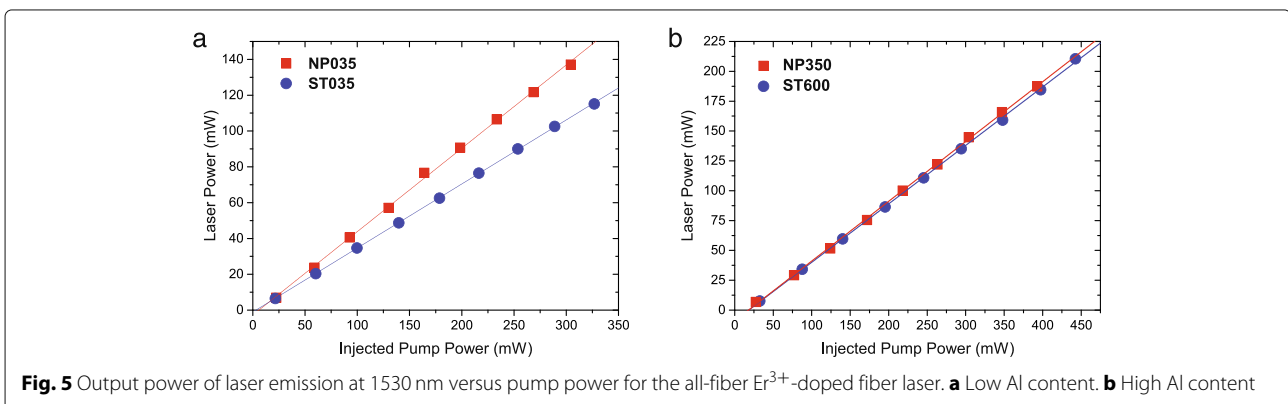 a
NP035
ST035
140
120
100
80
60
40
20
0
Laser Power (mW)
0 50 100 150 200 250 300 350
Injected Pump Power (mW)
b
NP350
ST600
225
200
175
150
125
100
75
50
25
0
Laser Power (mW)
0 50 100 150 200 250 300 350 400 450
Injected Pump Power (mW)
Fig. 5 Output power of laser emission at 1530 nm versus pump power for the all-fiber Er³⁺-doped fiber laser. a Low Al content. b High Al content